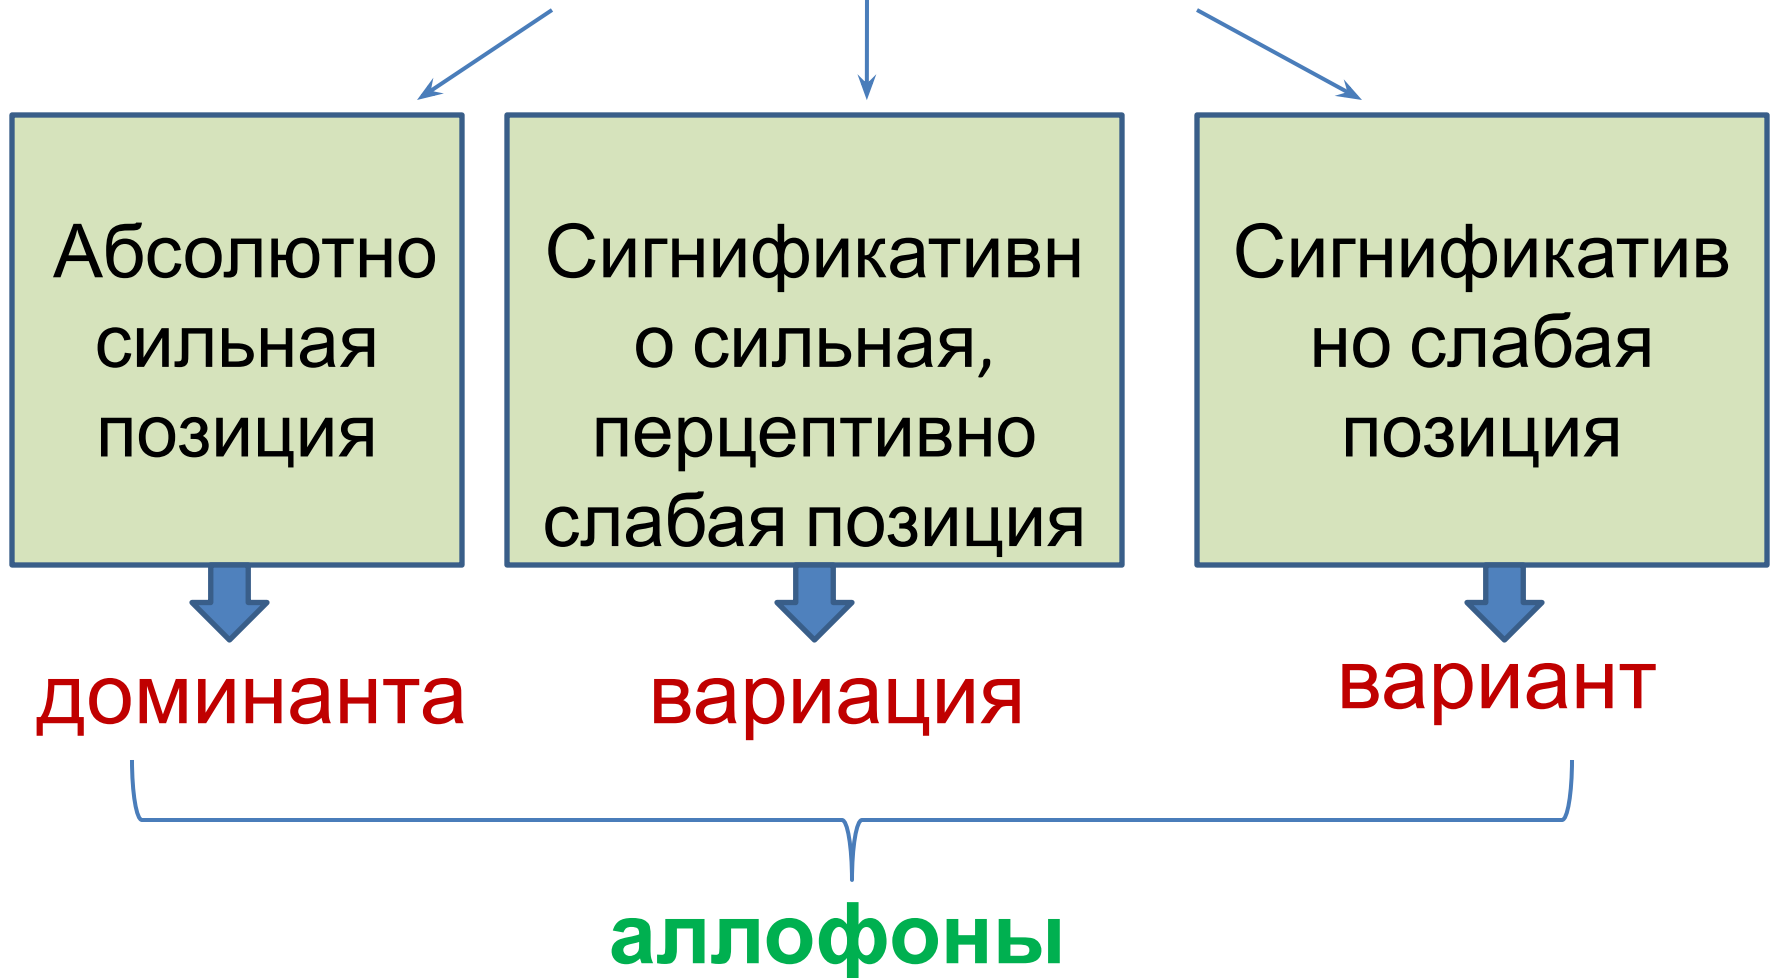 Абсолютно
сильная
позиция
Сигнификативн
о сильная,
перцептивно
слабая позиция
Сигнификатив
но слабая
позиция
доминанта
вариация
вариант
аллофоны